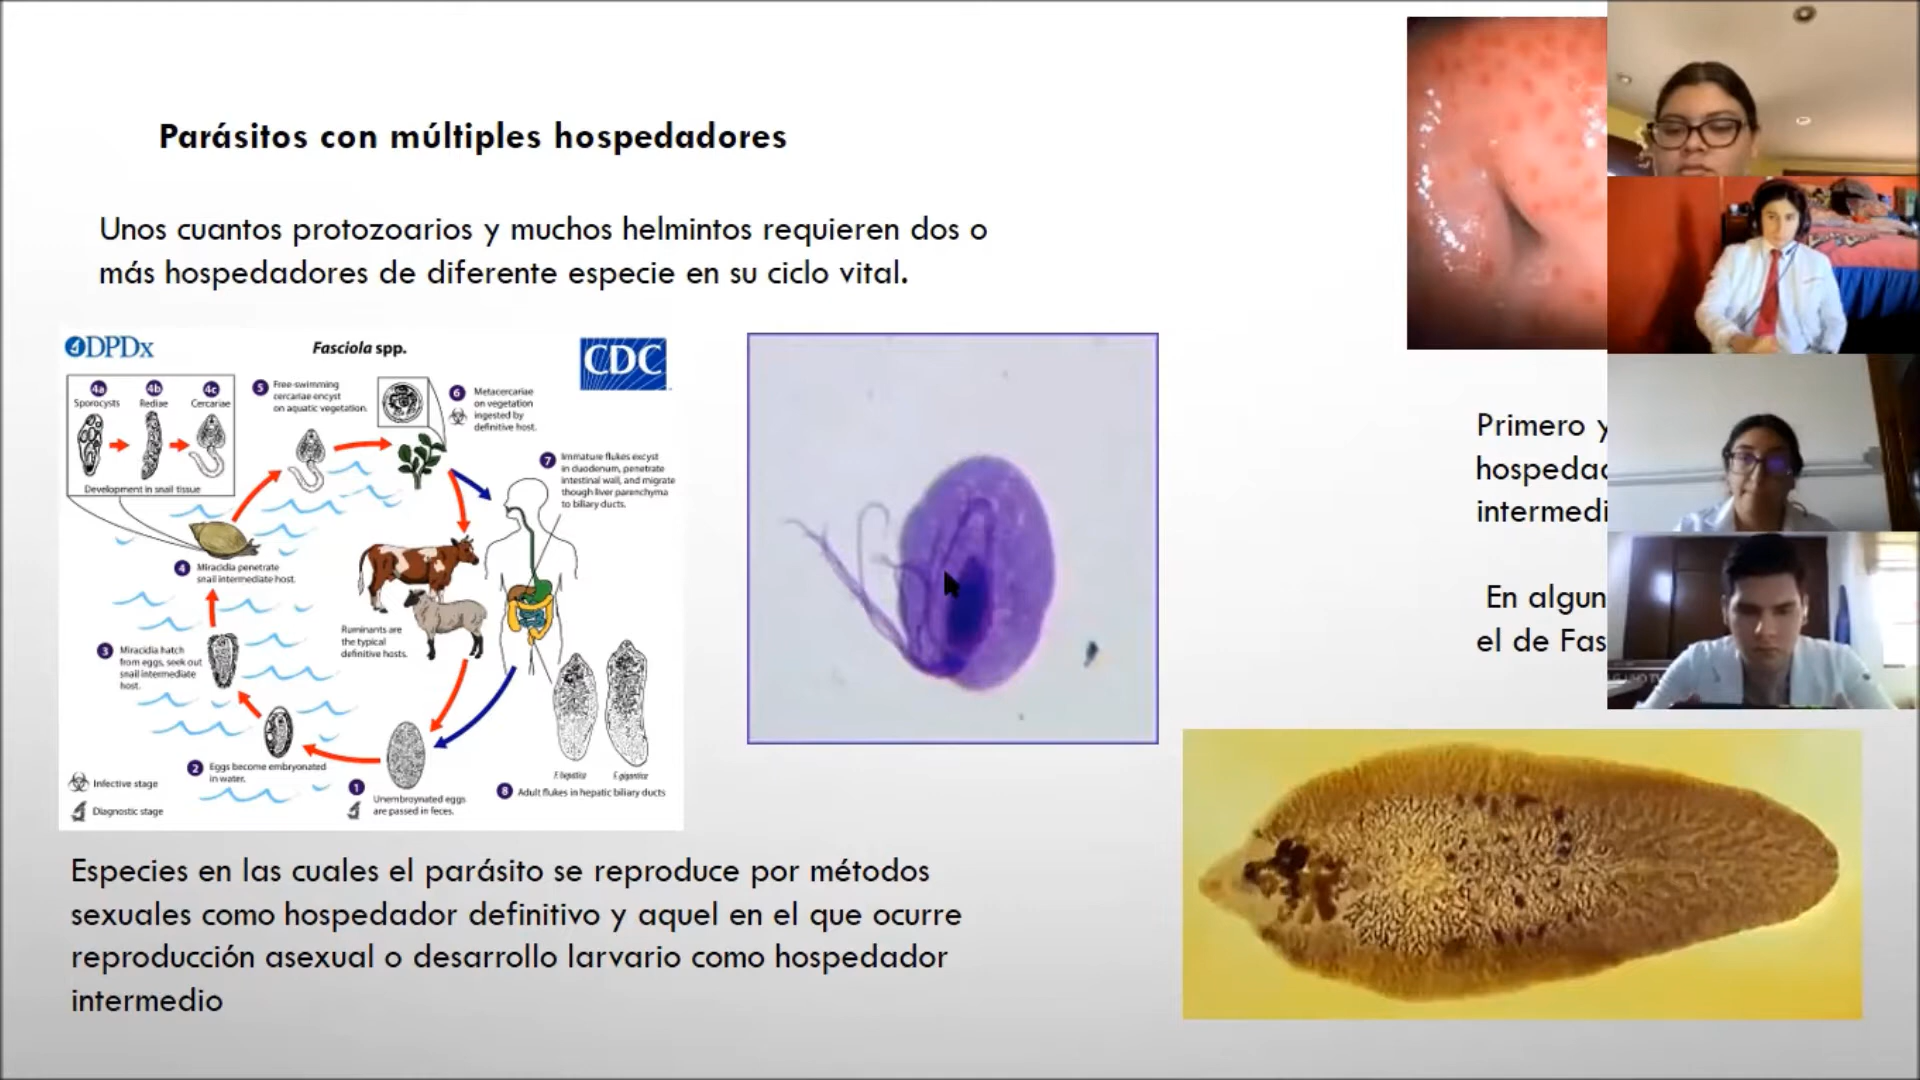 Parásitos con múltiples hospedadores
Unos cuantos protozoarios y muchos helmintos requieren dos o
más hospedadores de diferente especie en su ciclo vital.
DPDx
Fasciola spp.
CDC
4a
4b
4c
Sporocysts
Rediae
Cercariae
Development in snail tissue
5
Free-swimming
cercariae encyst
on aquatic vegetation.
6
Metacercariae
on vegetation
ingested by
definitive host.
7
Immature flukes excyst
in duodenum, penetrate
intestinal wall, and migrate
though liver parenchyma
to biliary ducts.
4
Miracidia penetrate
snail intermediate host.
Ruminants are
the typical
definitive hosts.
3
Miracidia hatch
from eggs, seek out
snail intermediate
host.
2
Eggs become embryonated
in water.
1
Unembroynated eggs
are passed in feces.
F. hepatica
F. gigantica
8
Adult flukes in hepatic biliary ducts
Infective stage
Diagnostic stage
Primero y
hospedad
intermedi
En algun
el de Fas
Especies en las cuales el parásito se reproduce por métodos
sexuales como hospedador definitivo y aquel en el que ocurre
reproducción asexual o desarrollo larvario como hospedador
intermedio